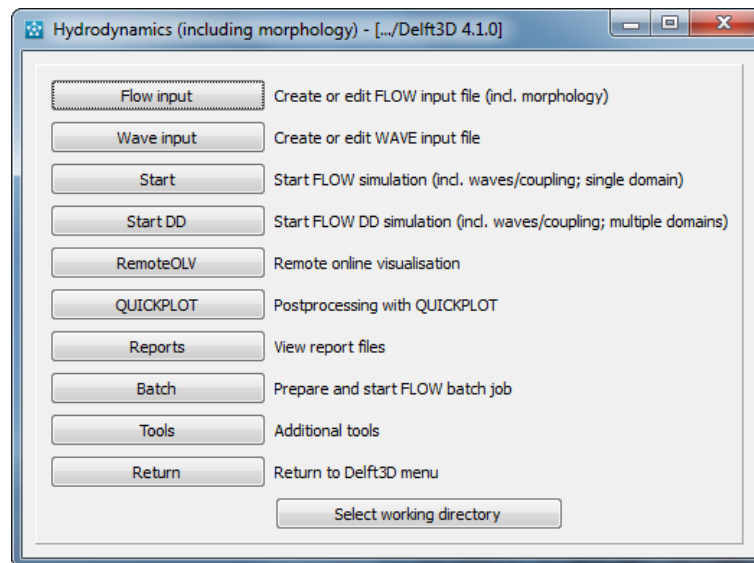 Hydrodynamics (including morphology) - [.../Delft3D 4.1.0]
Flow input Create or edit FLOW input file (incl. morphology)
Wave input Create or edit WAVE input file
Start Start FLOW simulation (incl. waves/coupling; single domain)
Start DD Start FLOW DD simulation (incl. waves/coupling; multiple domains)
RemoteOLV Remote online visualisation
QUICKPLOT Postprocessing with QUICKPLOT
Reports View report files
Batch Prepare and start FLOW batch job
Tools Additional tools
Return Return to Delft3D menu
Select working directory